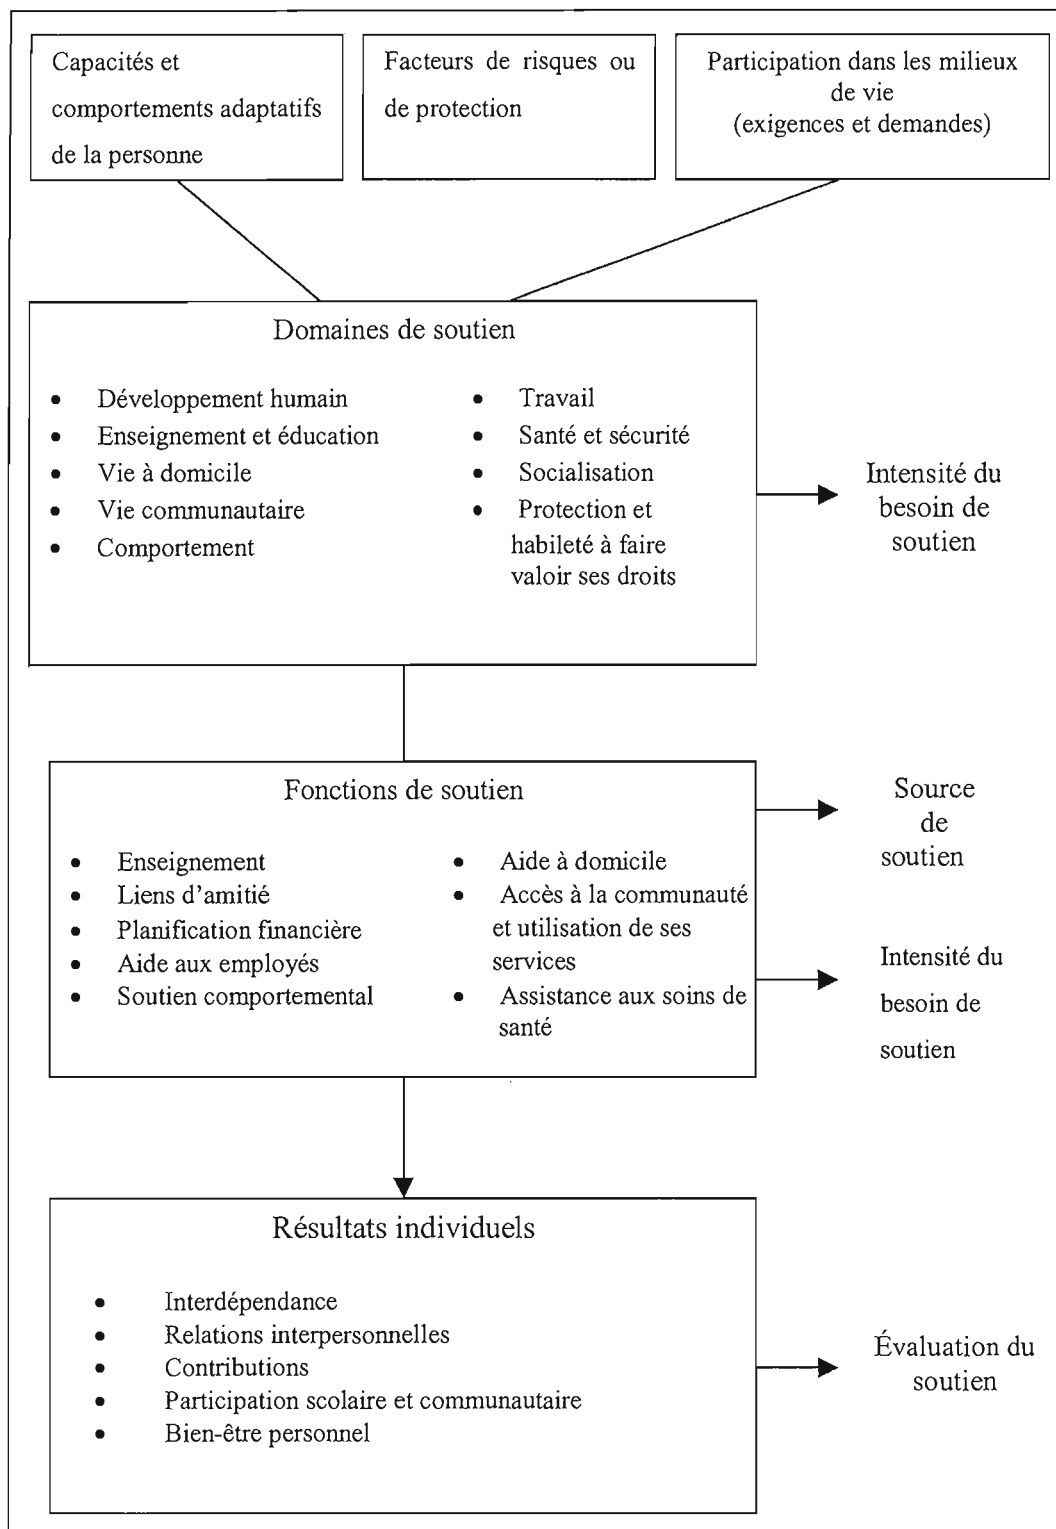 Capacités et
comportements adaptatifs
de la personne
Facteurs de risques ou
de protection
Participation dans les milieux
de vie
(exigences et demandes)
Domaines de soutien
• Développement humain
• Enseignement et éducation
• Vie à domicile
• Vie communautaire
• Comportement
• Travail
• Santé et sécurité
• Socialisation
• Protection et
habileté à faire
valoir ses droits
Intensité du
besoin de
soutien
Fonctions de soutien
• Enseignement
• Liens d'amitié
• Planification financière
• Aide aux employés
• Soutien comportemental
• Aide à domicile
• Accès à la communauté
et utilisation de ses
services
• Assistance aux soins de
santé
Source
de
soutien
Intensité du
besoin de
soutien
Résultats individuels
• Interdépendance
• Relations interpersonnelles
• Contributions
• Participation scolaire et communautaire
• Bien-être personnel
Évaluation du
soutien